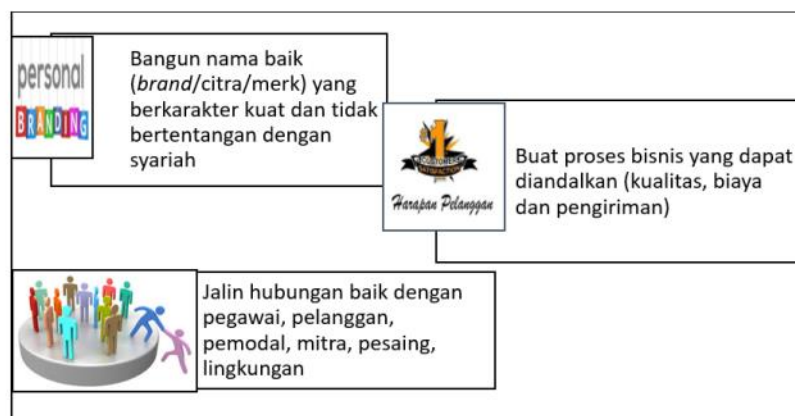 personal
BRANDING
Bangun nama baik
(brand/citra/merk) yang
berkarakter kuat dan tidak
bertentangan dengan
syariah
1
CUSTOMER
SATISFACTION
Harapan Pelanggan
Buat proses bisnis yang dapat
diandalkan (kualitas, biaya
dan pengiriman)
Jalin hubungan baik dengan
pegawai, pelanggan,
pemodal, mitra, pesaing,
lingkungan